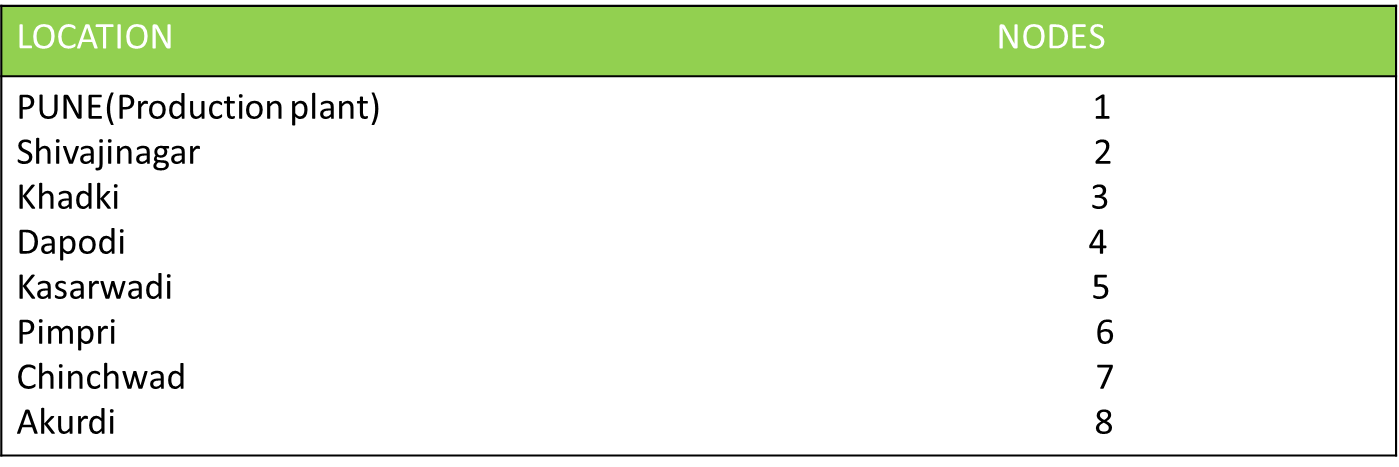 LOCATION NODES
PUNE(Production plant) 1
Shivajinagar 2
Khadki 3
Dapodi 4
Kasarwadi 5
Pimpri 6
Chinchwad 7
Akurdi 8